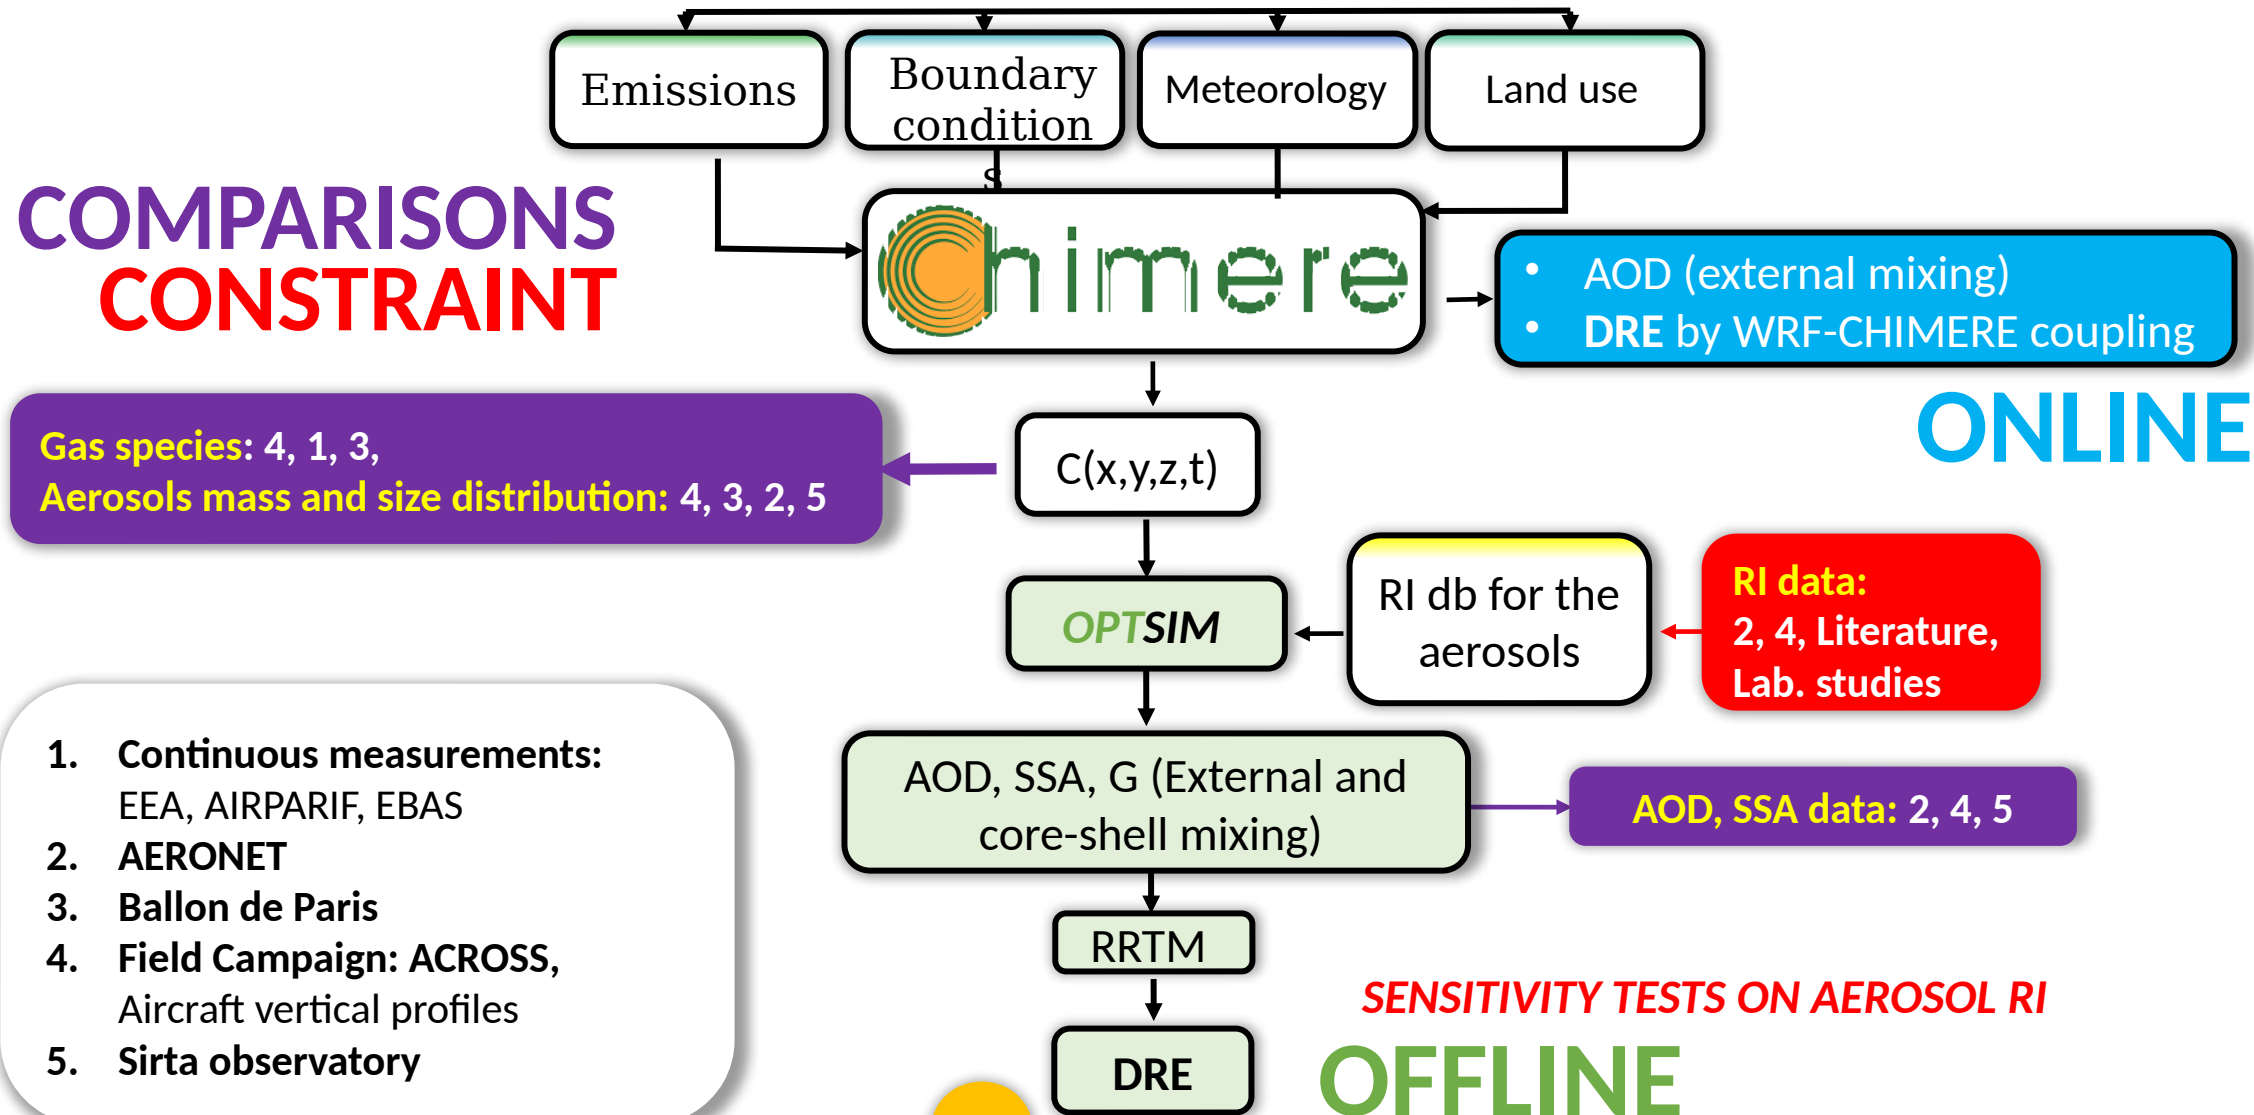 Emissions
Boundary
condition
s
Meteorology
Land use
COMPARISONS
CONSTRAINT
Chimere
• AOD (external mixing)
• DRE by WRF-CHIMERE coupling
ONLINE
Gas species: 4, 1, 3,
Aerosols mass and size distribution: 4, 3, 2, 5
C(x,y,z,t)
OPTSIM
RI db for the
aerosols
RI data:
2, 4, Literature,
Lab. studies
1. Continuous measurements:
EEA, AIRPARIF, EBAS
2. AERONET
3. Ballon de Paris
4. Field Campaign: ACROSS,
Aircraft vertical profiles
5. Sirta observatory
AOD, SSA, G (External and
core-shell mixing)
AOD, SSA data: 2, 4, 5
RRTM
SENSITIVITY TESTS ON AEROSOL RI
DRE
OFFLINE